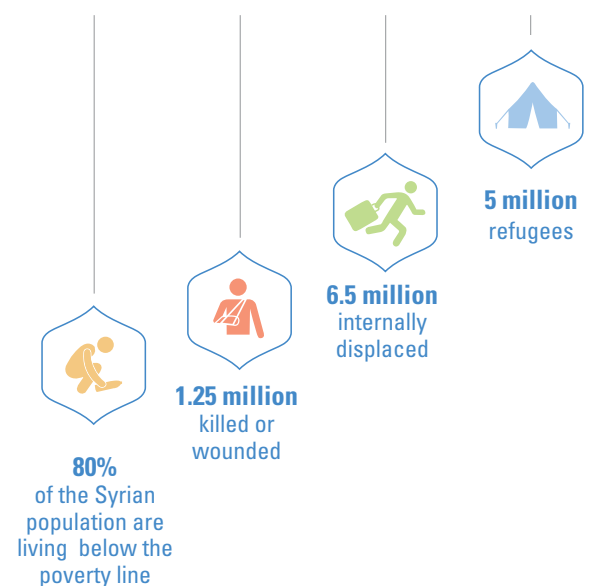 80%
of the Syrian
population are
living below the
poverty line
1.25 million
killed or
wounded
6.5 million
internally
displaced
5 million
refugees